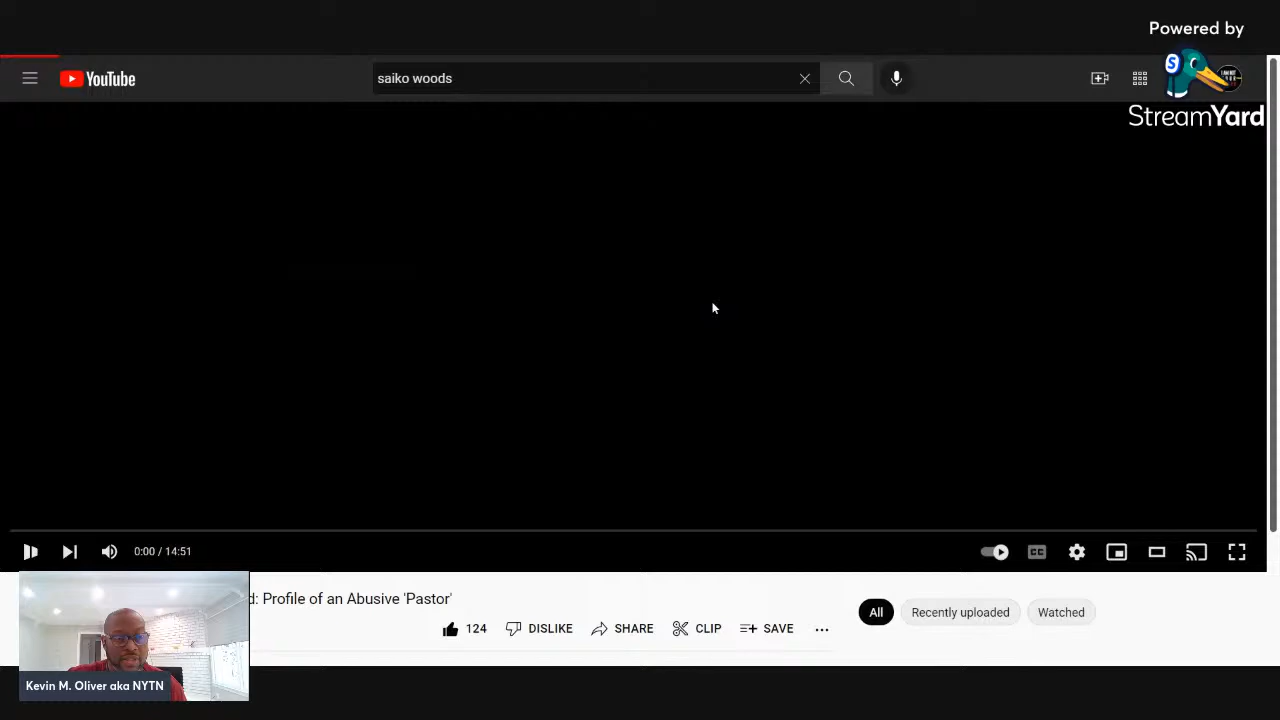 Powered by
YouTube
saiko woods
StreamYard
0:00 / 14:51
CC
d: Profile of an Abusive 'Pastor'
124
DISLIKE
SHARE
CLIP
SAVE
All
Recently uploaded
Watched
Kevin M. Oliver aka NYTN